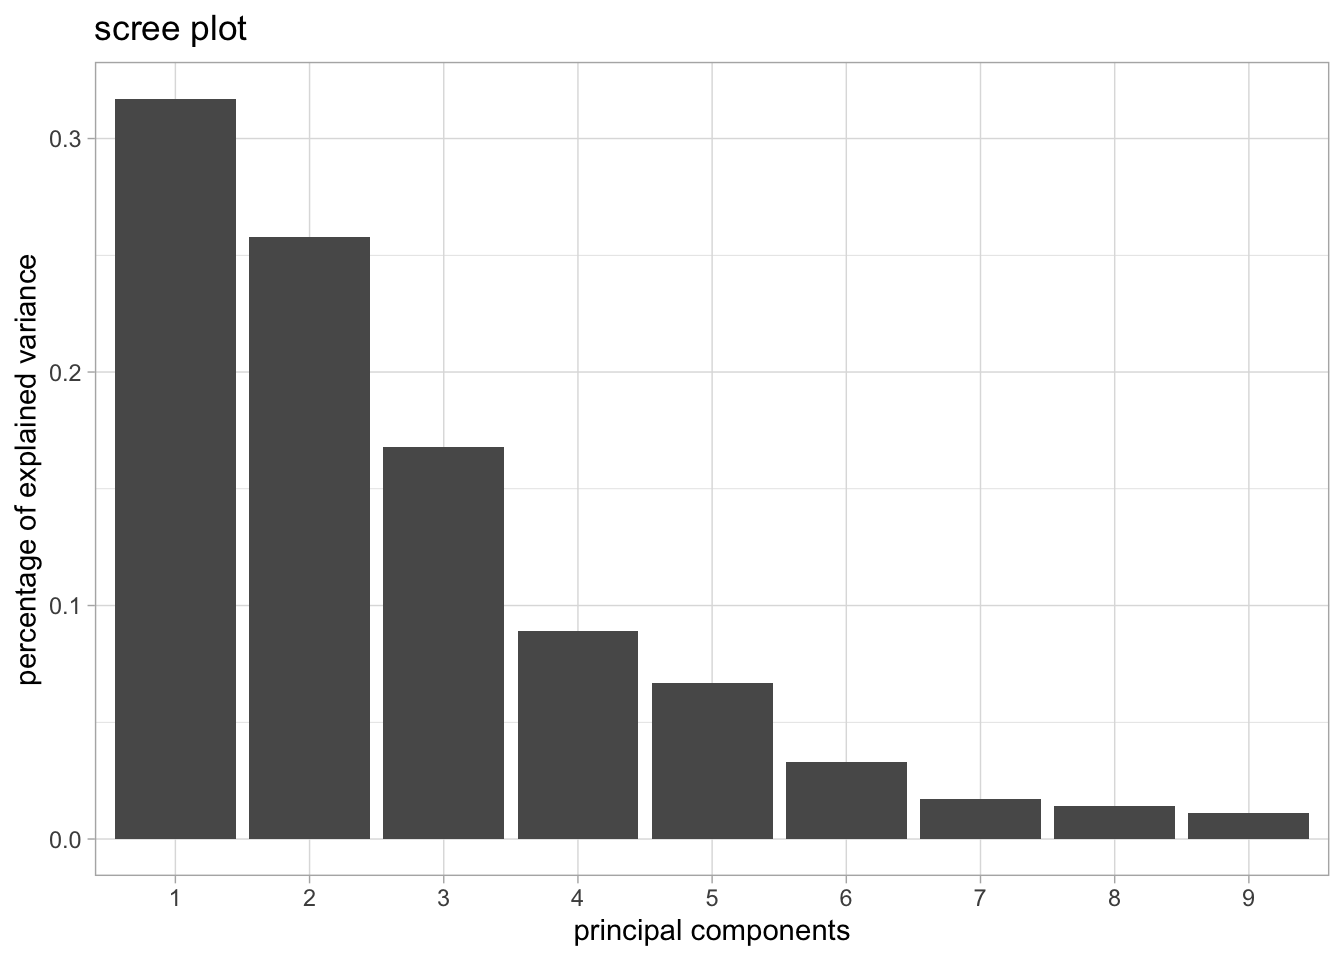 scree plot
percentage of explained variance
0.3
0.2
0.1
0.0
1 2 3 4 5 6 7 8 9
principal components